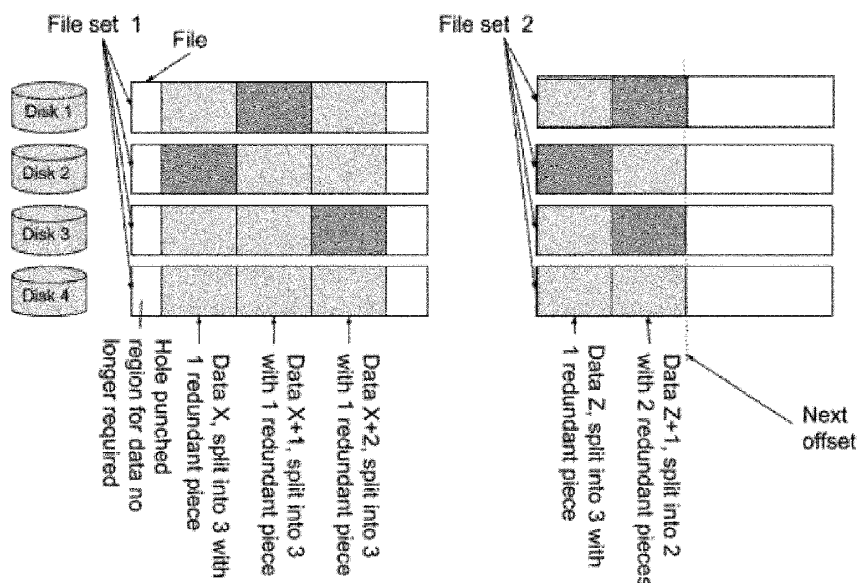 File set 1
File
File set 2
Disk 1
Disk 2
Disk 3
Disk 4
Hole punched
region for data no
longer required
Data X, split into 3 with
1 redundant piece
Data X+1, split into 3
with 1 redundant piece
Data X+2, split into 3
with 1 redundant piece
Data Z, split into 3 with
1 redundant piece
Data Z+1, split into 2
with 2 redundant pieces
Next
offset